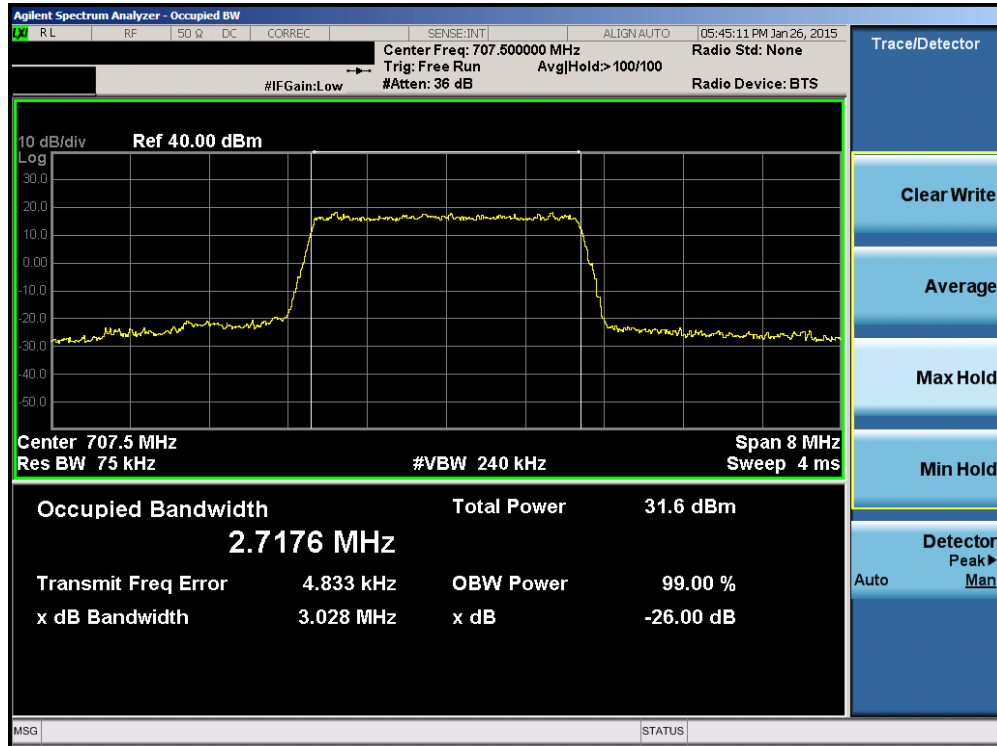 Agilent Spectrum Analyzer - Occupied BW
LXI RL RF 50 Ω DC CORREC SENSE:INT ALIGN AUTO 05:45:11 PM Jan 26, 2015
Center Freq: 707.500000 MHz Radio Std: None
Trig: Free Run Avg|Hold:>100/100
#IFGain:Low #Atten: 36 dB Radio Device: BTS
10 dB/div Ref 40.00 dBm
Log
30.0
20.0
10.0
0.00
-10.0
-20.0
-30.0
-40.0
-50.0
Center 707.5 MHz Span 8 MHz
Res BW 75 kHz #VBW 240 kHz Sweep 4 ms
Occupied Bandwidth Total Power 31.6 dBm
2.7176 MHz
Transmit Freq Error 4.833 kHz OBW Power 99.00 %
x dB Bandwidth 3.028 MHz x dB -26.00 dB
MSG STATUS
Trace/Detector
Clear Write
Average
Max Hold
Min Hold
Detector
Peak▶
Auto Man